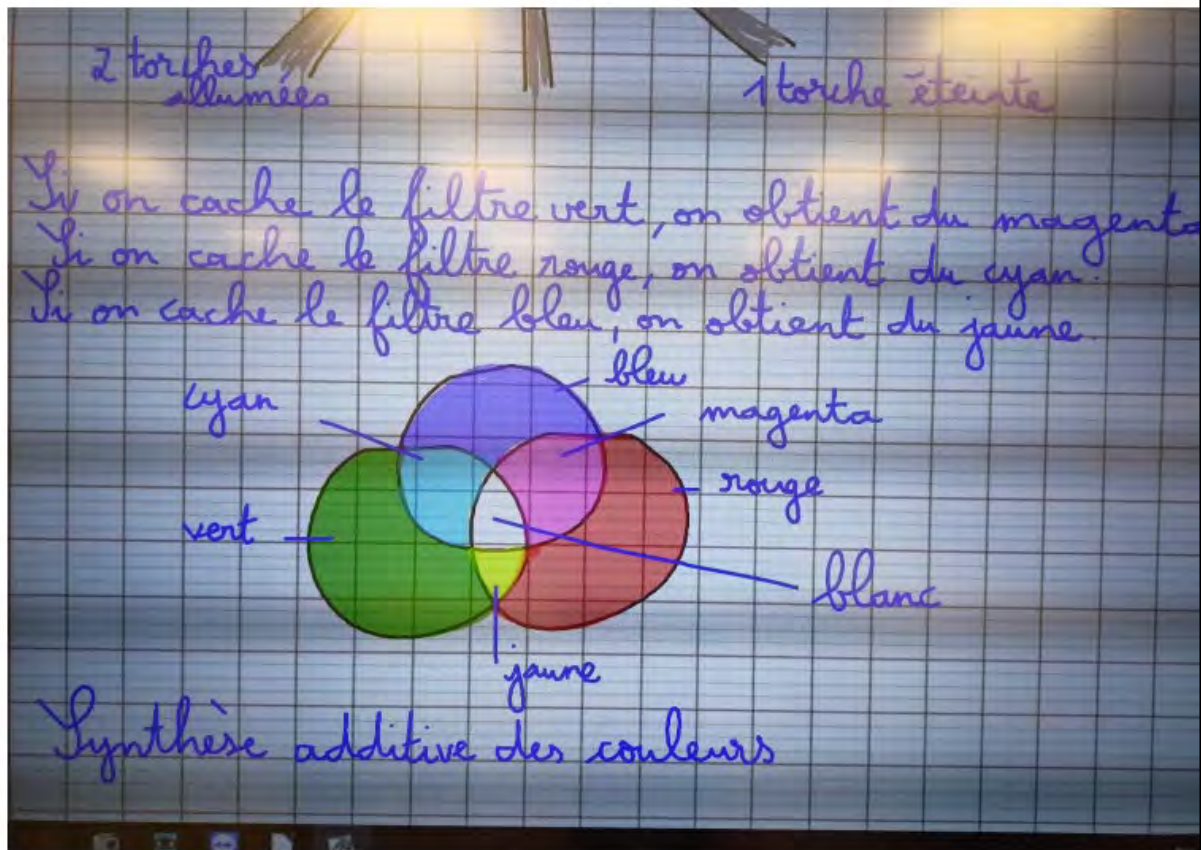 2 torches
allumées
1 torche éteinte
Si on cache le filtre vert, on obtient du magenta
Si on cache le filtre rouge, on obtient du cyan.
Si on cache le filtre bleu, on obtient du jaune.
bleu
cyan
magenta
rouge
vert
blanc
jaune
Synthèse additive des couleurs